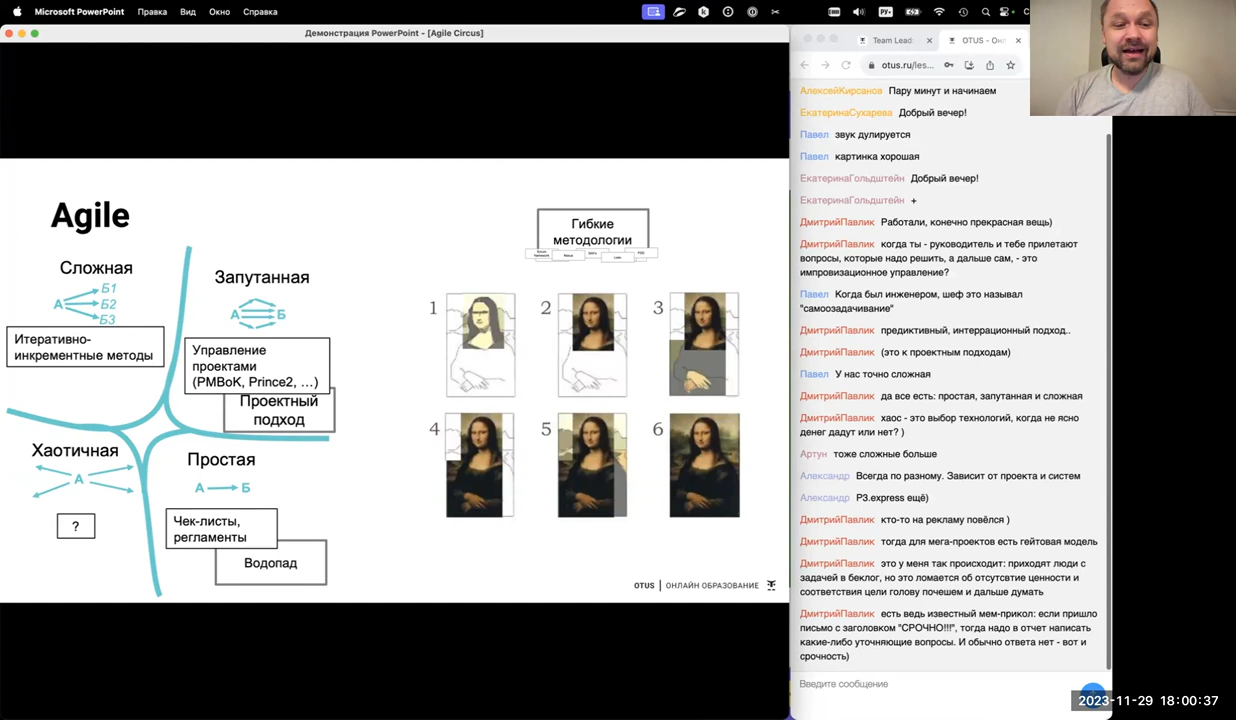 Microsoft PowerPoint Правка Вид Окно Справка
РУ
Демонстрация PowerPoint - [Agile Circus]
Agile
Сложная
А
Б1
Б2
Б3
Итеративно-
инкрементные методы
Запутанная
А Б
Управление
проектами
(PMBoK, Prince2, ...)
Проектный
подход
Хаотичная
А
?
Простая
А Б
Чек-листы,
регламенты
Водопад
Гибкие
методологии
1 2 3
4 5 6
OTUS | ОНЛАЙН ОБРАЗОВАНИЕ
Team Lead:
OTUS - Он
otus.ru/les...
АлексейКирсанов Пару минут и начинаем
ЕкатеринаСухарева Добрый вечер!
Павел звук дулируется
Павел картинка хорошая
ЕкатеринаГольдштейн Добрый вечер!
ЕкатеринаГольдштейн +
ДмитрийПавлик Работали, конечно прекрасная вещь)
ДмитрийПавлик когда ты - руководитель и тебе прилетают
вопросы, которые надо решить, а дальше сам, - это
импровизационное управление?
Павел Когда был инженером, шеф это называл
"самоозадачивание"
ДмитрийПавлик предиктивный, интеррационный подход..
ДмитрийПавлик (это к проектным подходам)
Павел У нас точно сложная
ДмитрийПавлик да все есть: простая, запутанная и сложная
ДмитрийПавлик хаос - это выбор технологий, когда не ясно
денег дадут или нет? )
Артун тоже сложные больше
Александр Всегда по разному. Зависит от проекта и систем
Александр P3.express ещё)
ДмитрийПавлик кто-то на рекламу повёлся )
ДмитрийПавлик тогда для мега-проектов есть гейтовая модель
ДмитрийПавлик это у меня так происходит: приходят люди с
задачей в беклог, но это ломается об отсутсвтие ценности и
соответствия цели голову почешем и дальше думать
ДмитрийПавлик есть ведь известный мем-прикол: если пришло
письмо с заголовком "СРОЧНО!!!", тогда надо в отчет написать
какие-либо уточняющие вопросы. И обычно ответа нет - вот и
срочность)
Введите сообщение
2023-11-29 18:00:37